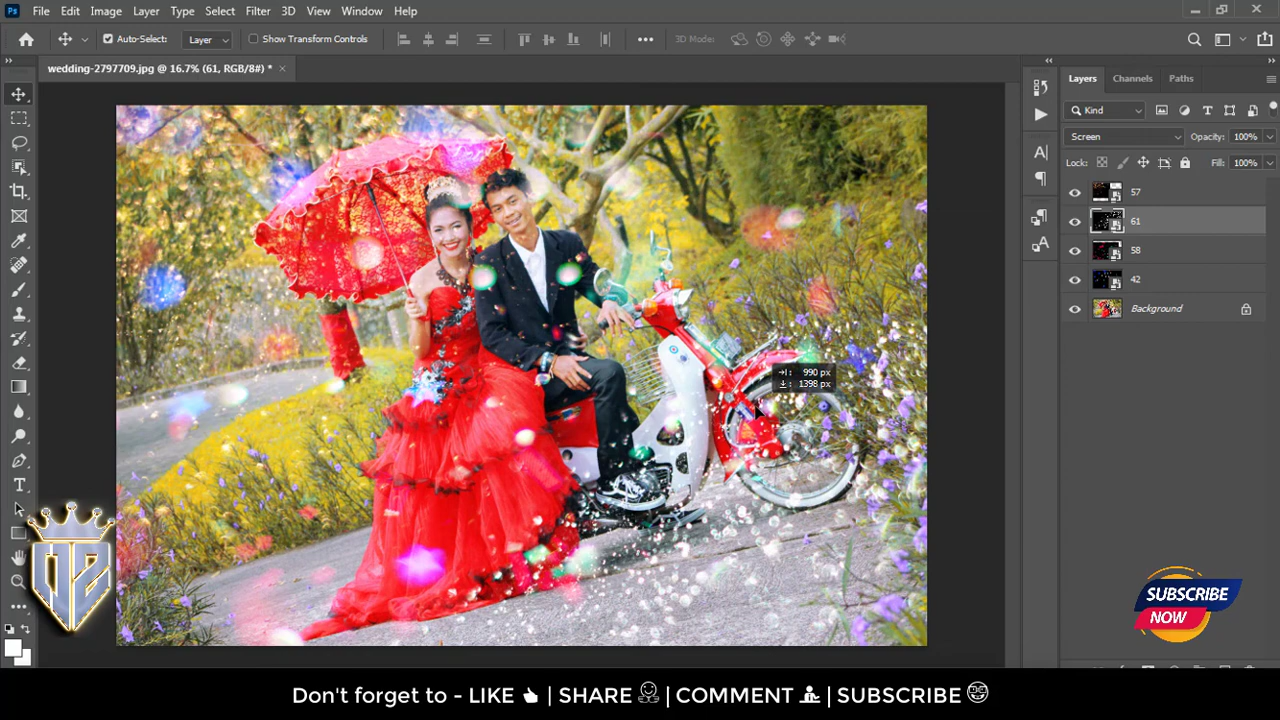 Ps File Edit Image Layer Type Select Filter 3D View Window Help
Auto-Select: Layer Show Transform Controls 3D Mode:
wedding-2797709.jpg @ 16.7% (61, RGB/8#) *
Layers Channels Paths
Kind
Screen Opacity: 100%
Lock: Fill: 100%
57
61
58
42
Background
990 px
1398 px
SUBSCRIBE
NOW
Don't forget to - LIKE | SHARE | COMMENT | SUBSCRIBE